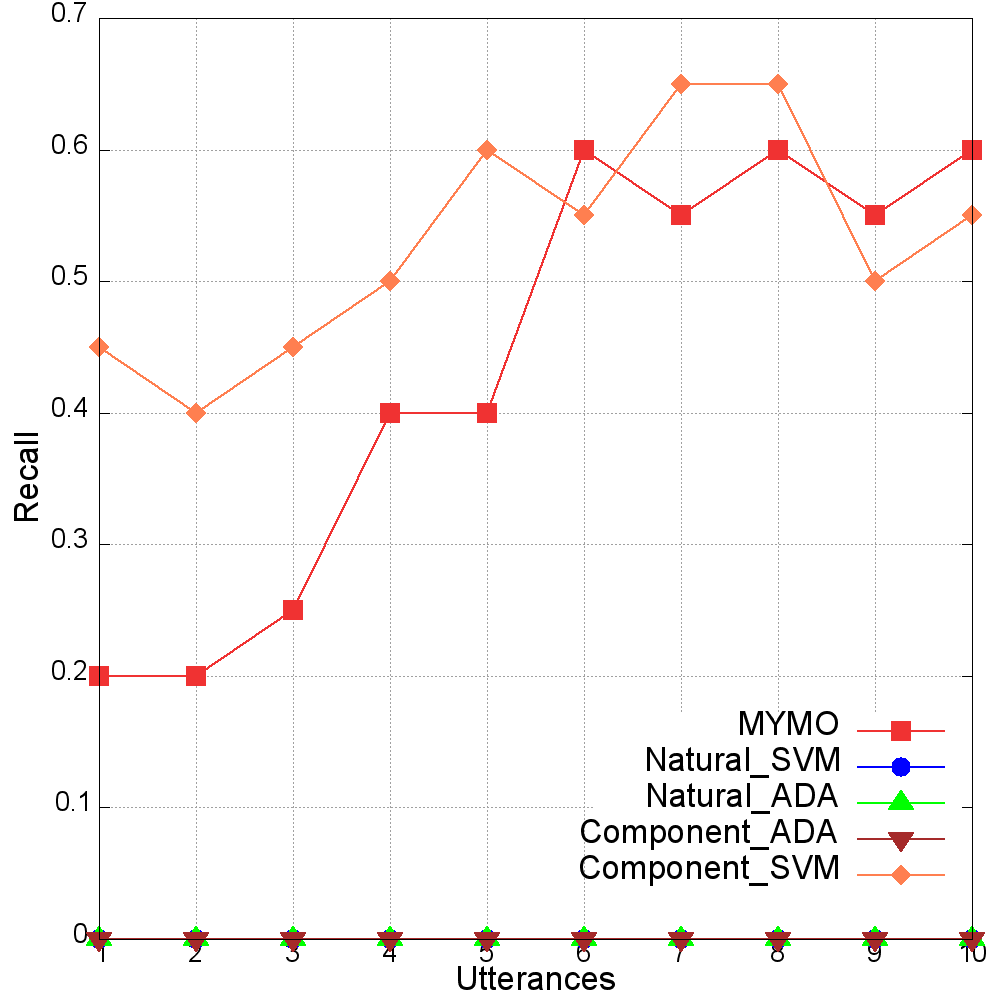 0.7
0.6
0.5
0.4
0.3
0.2
0.1
0
Recall
1 2 3 4 5 6 7 8 9 10
Utterances
MYMO
Natural_SVM
Natural_ADA
Component_ADA
Component_SVM